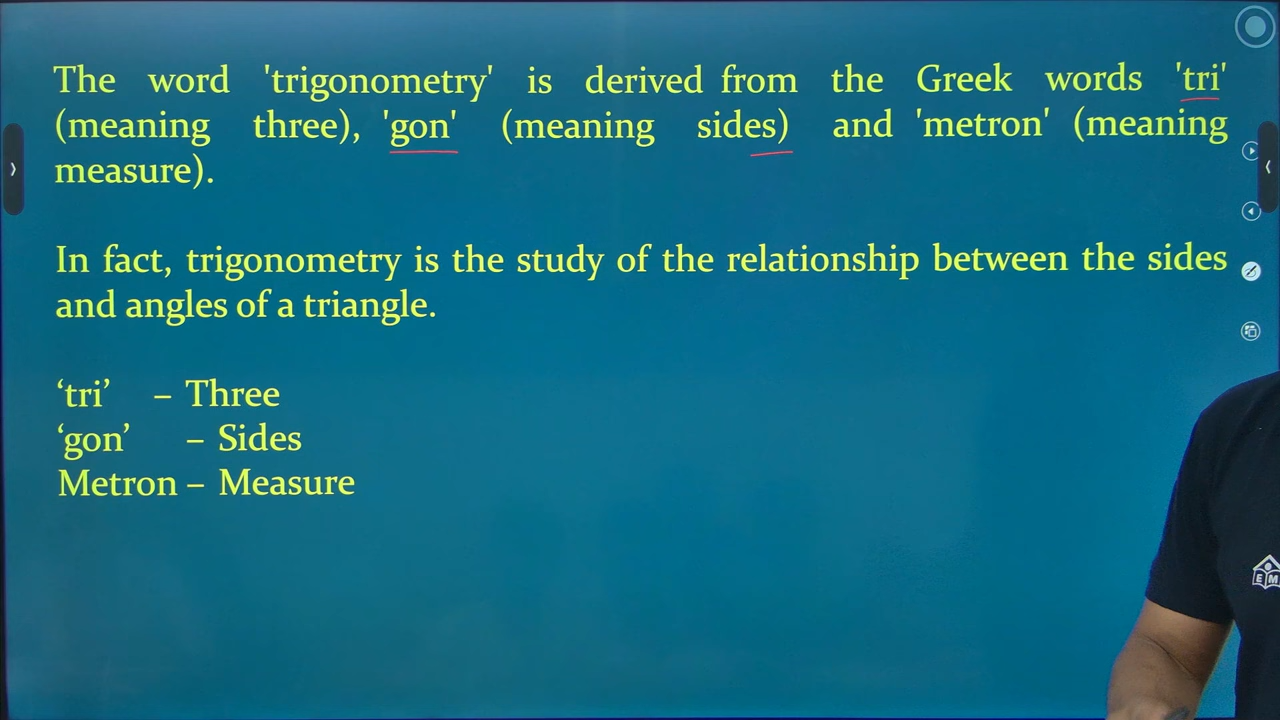 The word 'trigonometry' is derived from the Greek words 'tri'
(meaning three), 'gon' (meaning sides) and 'metron' (meaning
measure).
In fact, trigonometry is the study of the relationship between the sides
and angles of a triangle.
‘tri’ – Three
‘gon’ – Sides
Metron – Measure
E M